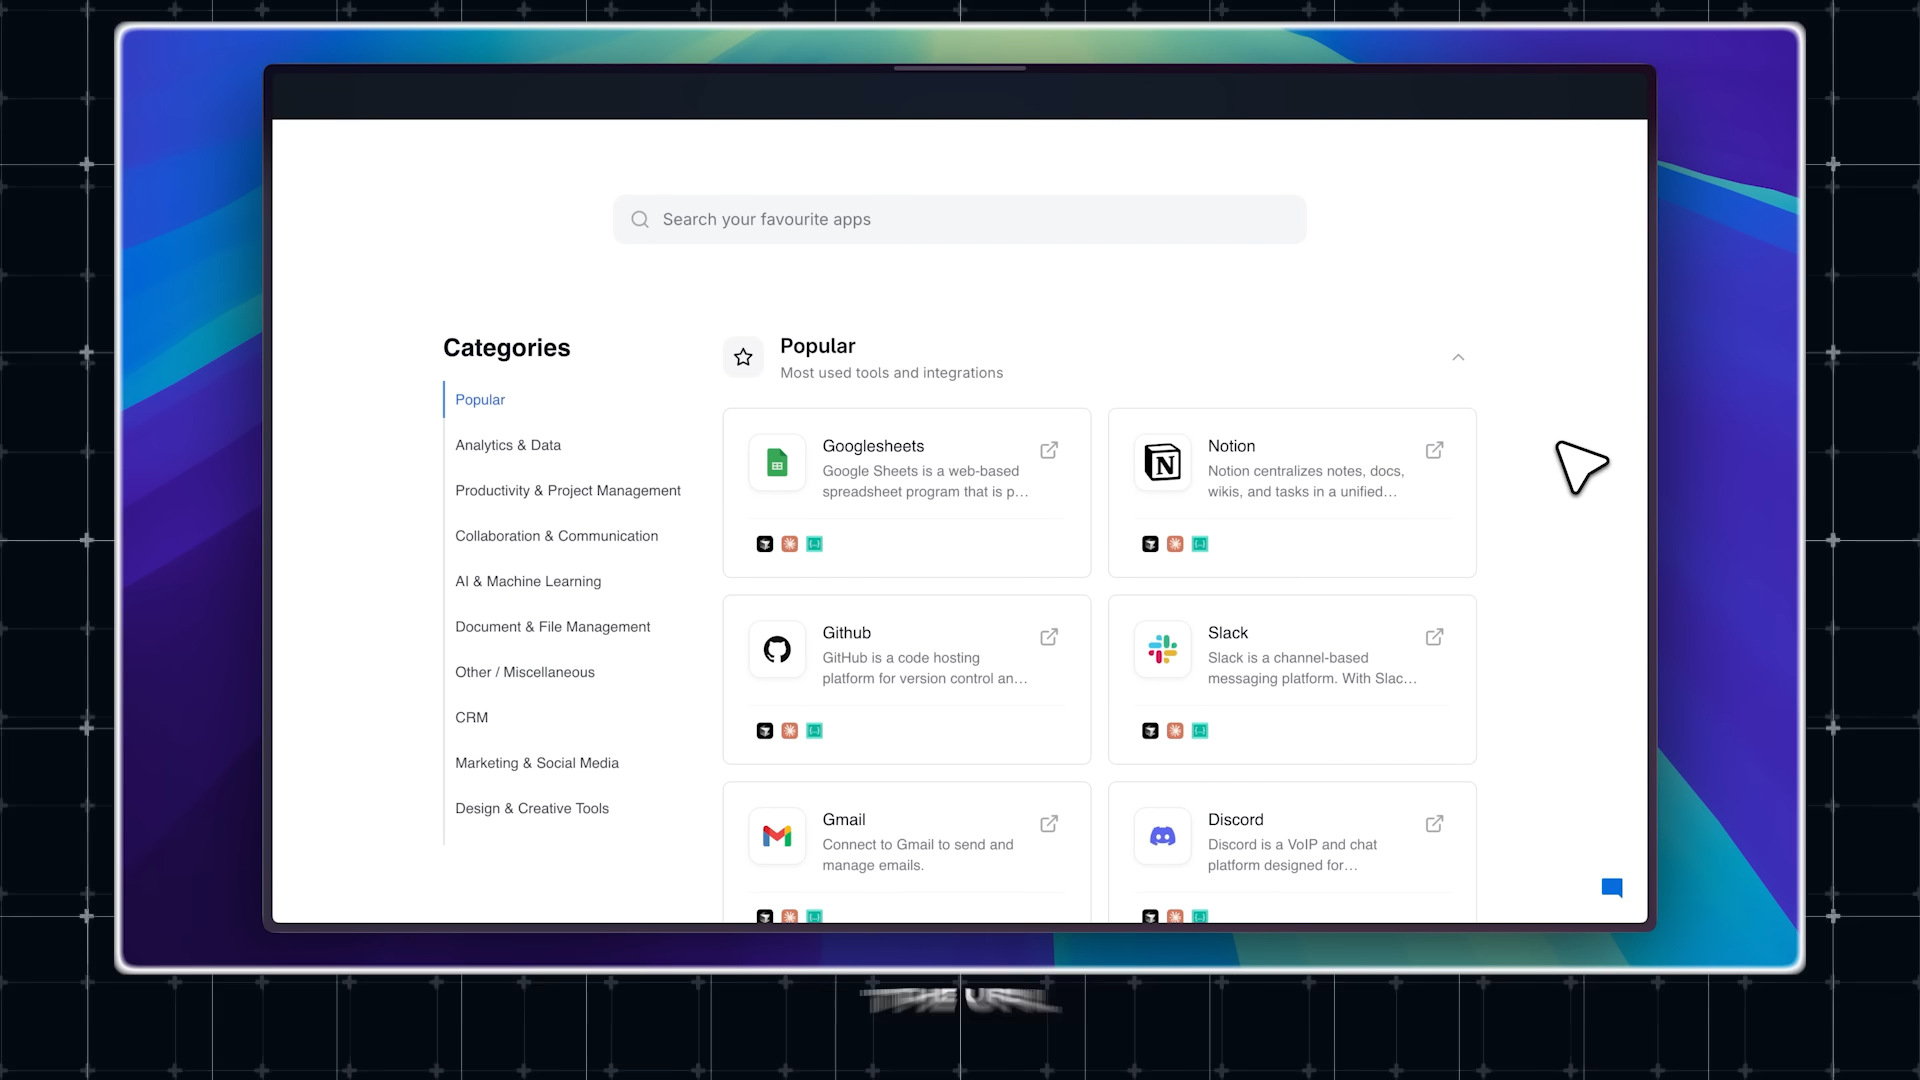 Search your favourite apps
Categories
Popular
Analytics & Data
Productivity & Project Management
Collaboration & Communication
AI & Machine Learning
Document & File Management
Other / Miscellaneous
CRM
Marketing & Social Media
Design & Creative Tools
Popular
Most used tools and integrations
Googlesheets
Google Sheets is a web-based
spreadsheet program that is p…
Notion
Notion centralizes notes, docs,
wikis, and tasks in a unified…
Github
GitHub is a code hosting
platform for version control an…
Slack
Slack is a channel-based
messaging platform. With Slac…
Gmail
Connect to Gmail to send and
manage emails.
Discord
Discord is a VoIP and chat
platform designed for…